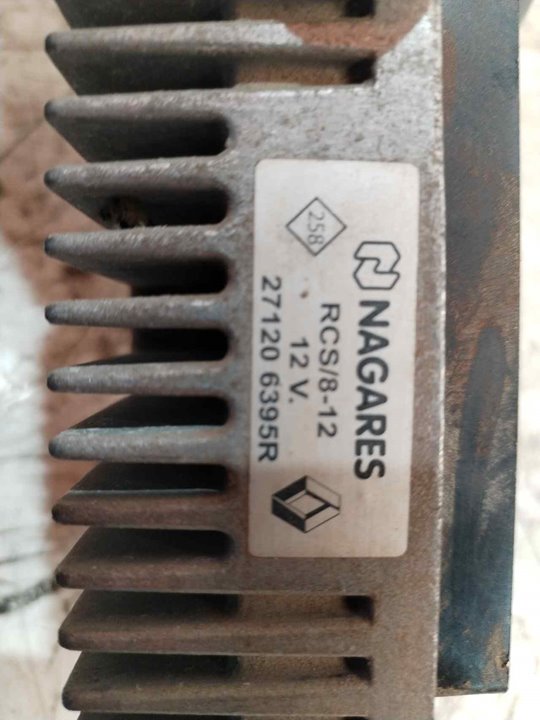 NAGARES
258
RCS/8-12
12 V.
27120 6395R